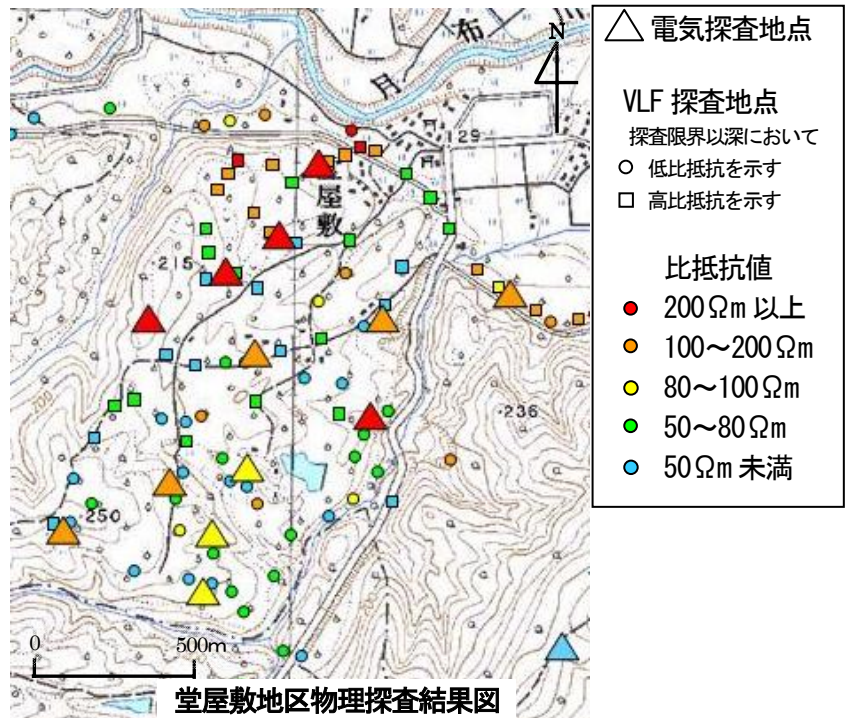 布
月
N
29
堂
屋
敷
·215
·236
200
·250
0 500m
堂屋敷地区物理探査結果図
電気探査地点
VLF 探査地点
探査限界以深において
低比抵抗を示す
高比抵抗を示す
比抵抗値
200Ωm 以上
100～200Ωm
80～100Ωm
50～80Ωm
50Ωm 未満